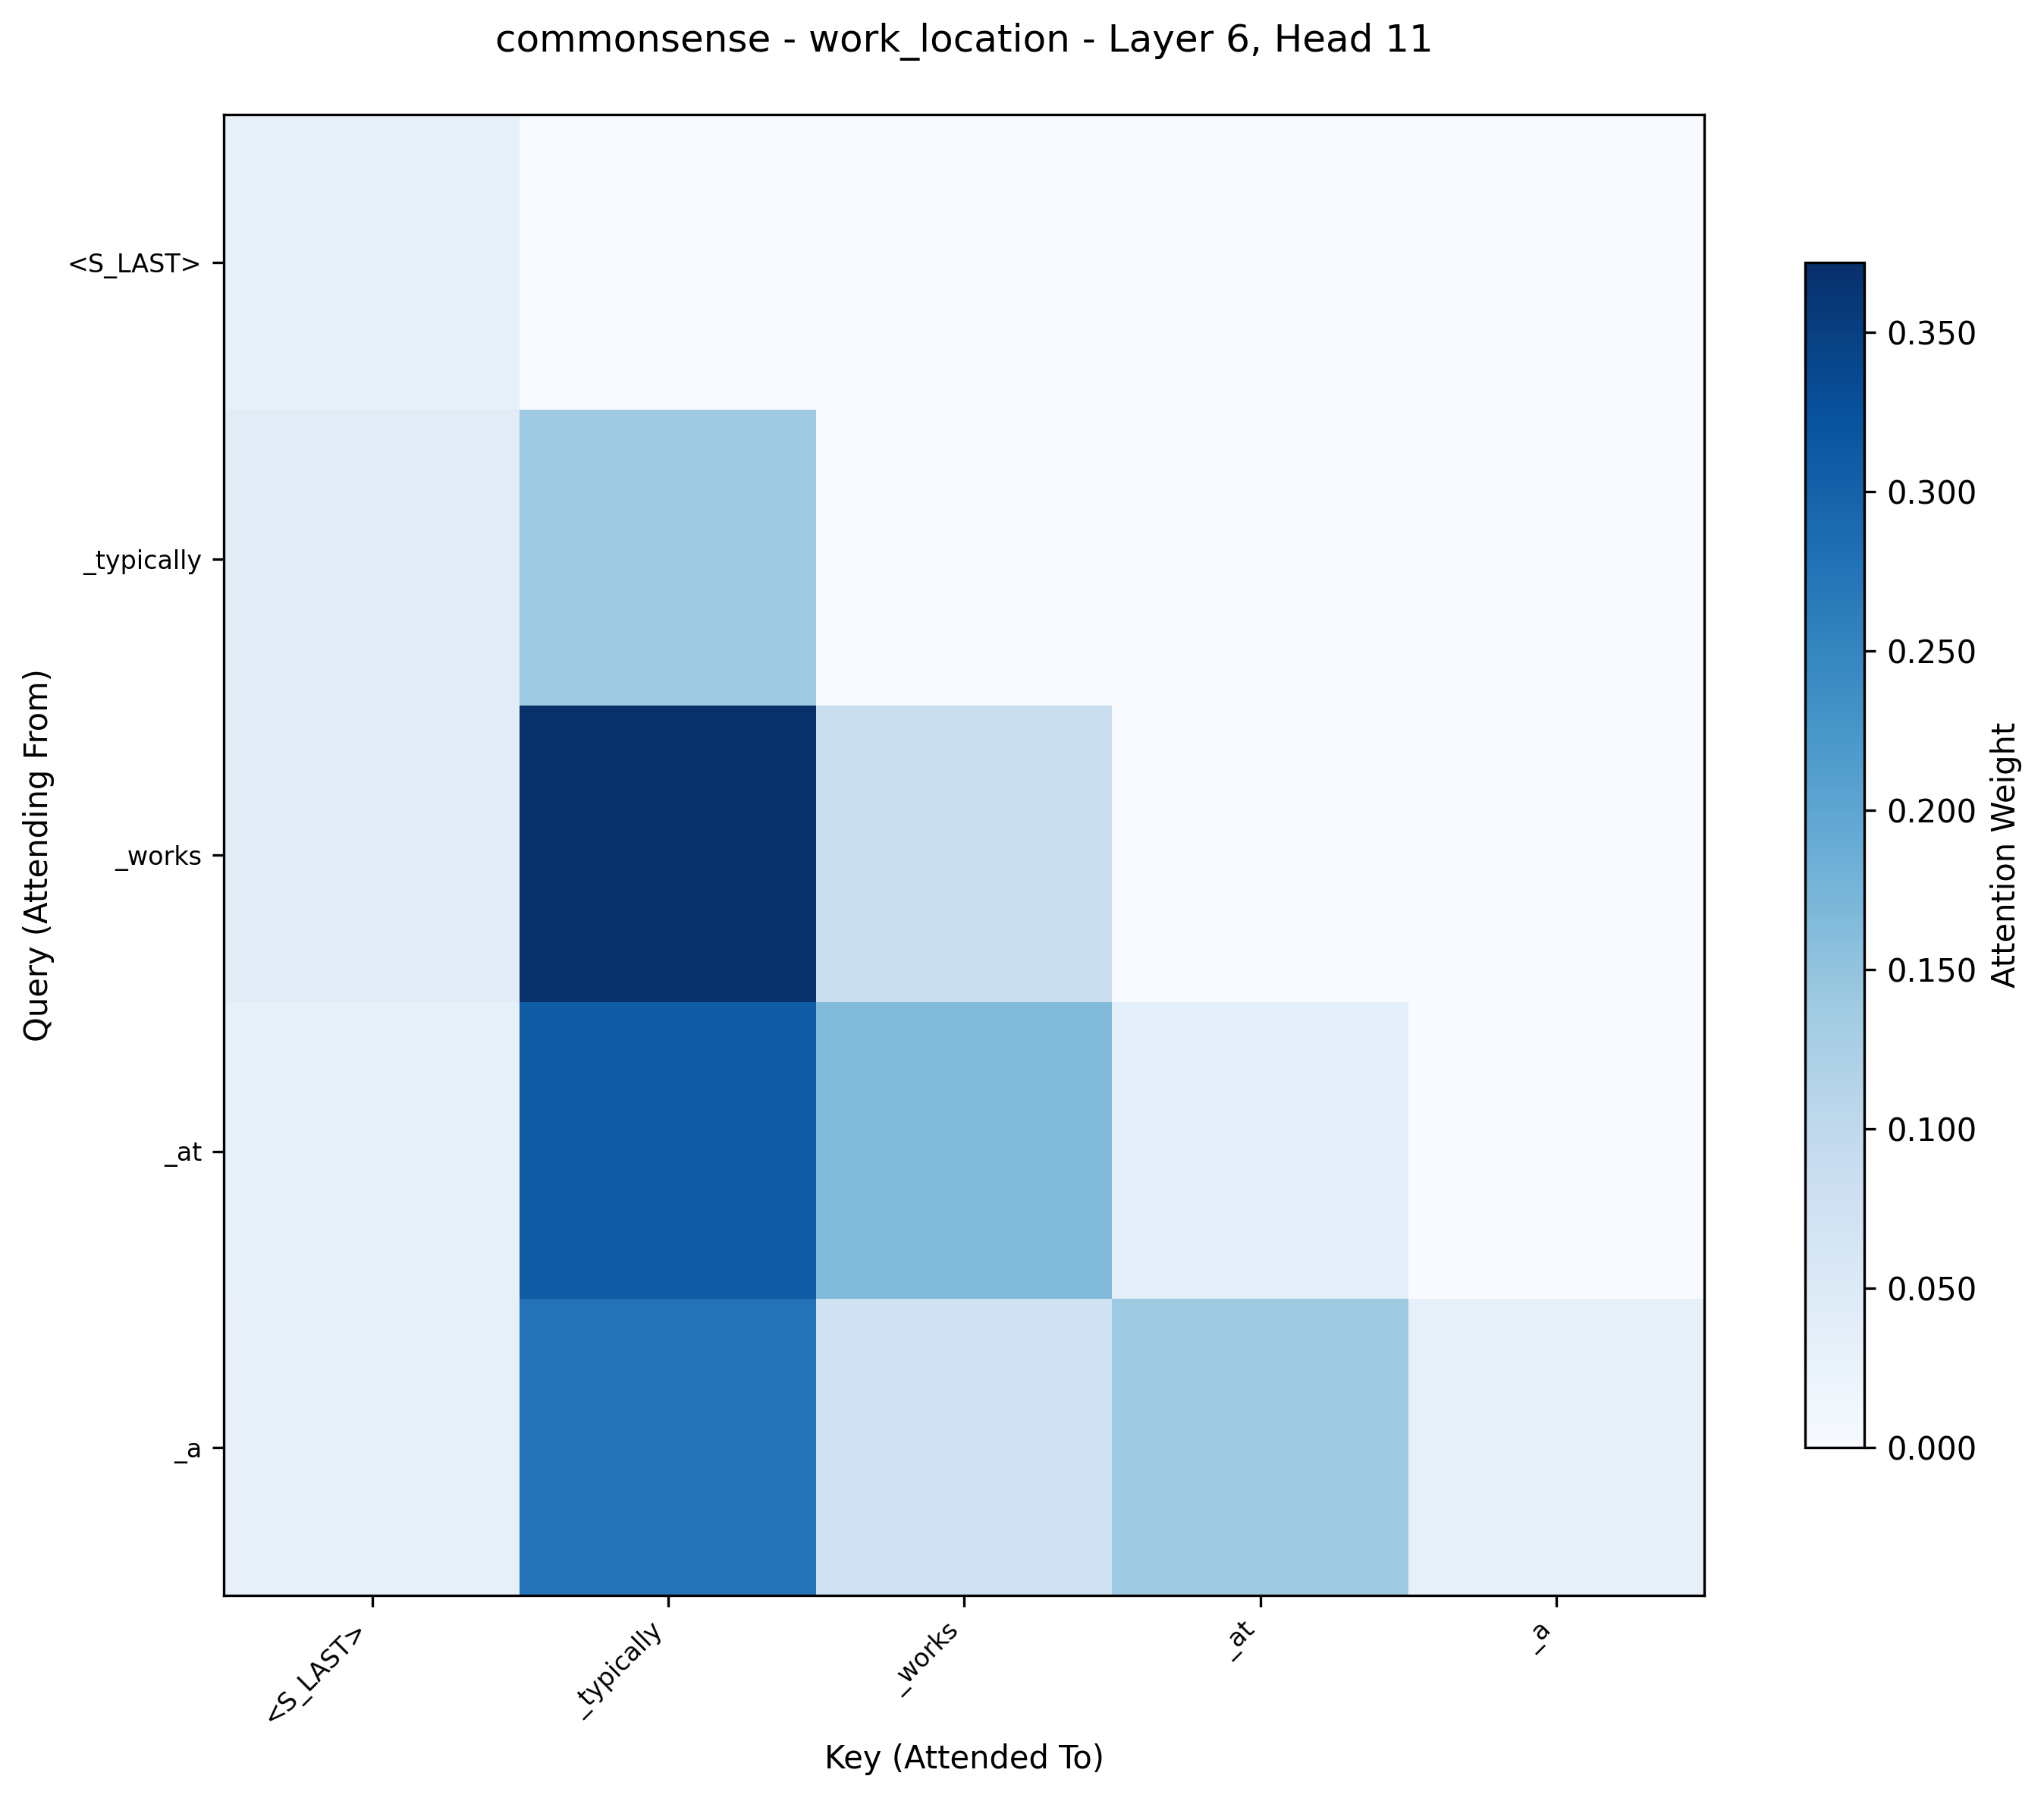 commonsense - work_location - Layer 6, Head 11
Query (Attending From)
<S_LAST>
_typically
_works
_at
_a
<S_LAST>
_typically
_works
_at
_a
Key (Attended To)
0.350
0.300
0.250
0.200
0.150
0.100
0.050
0.000
Attention Weight